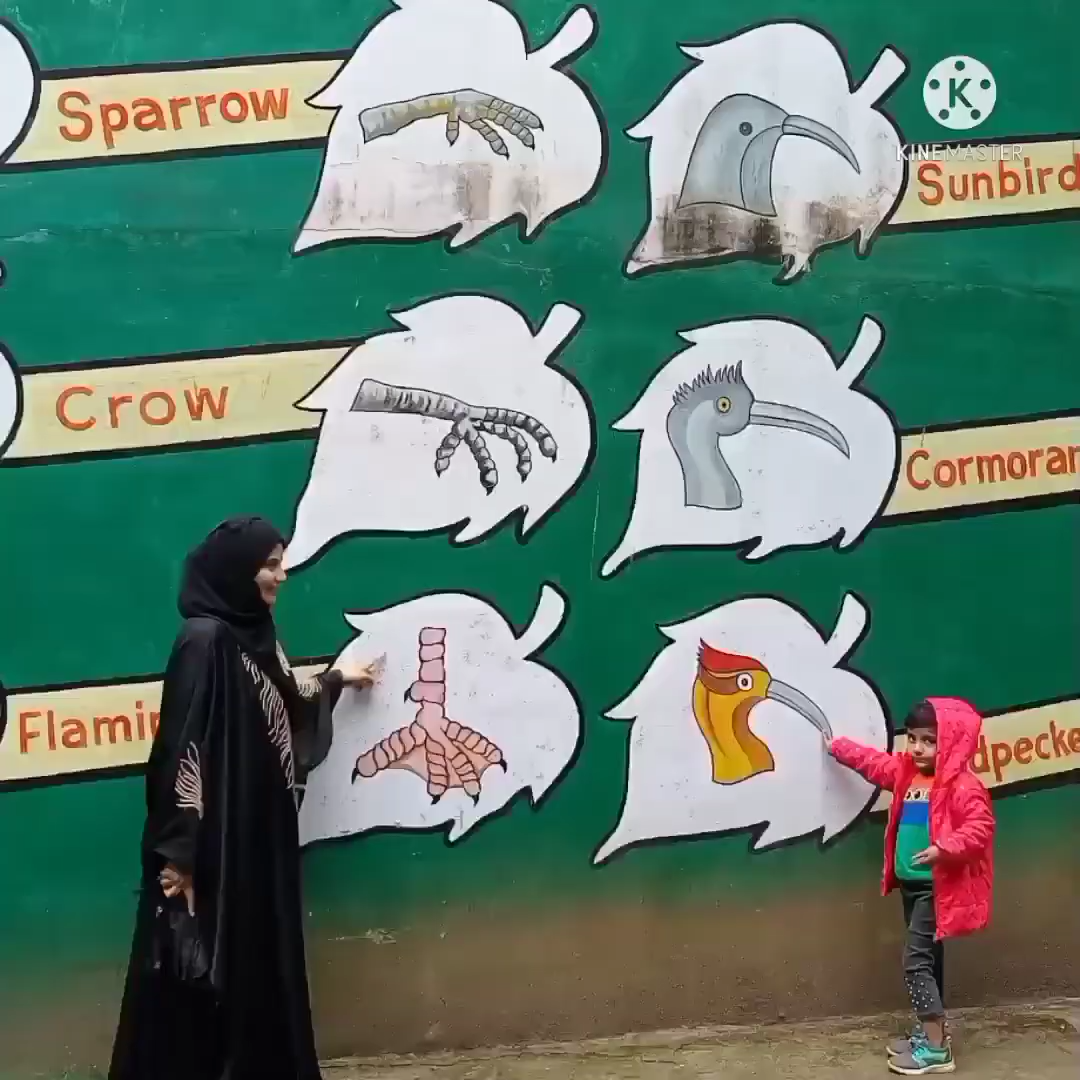 Sparrow
K
KINEMASTER
Sunbird
Crow
Cormoran
Flamin
dpecke